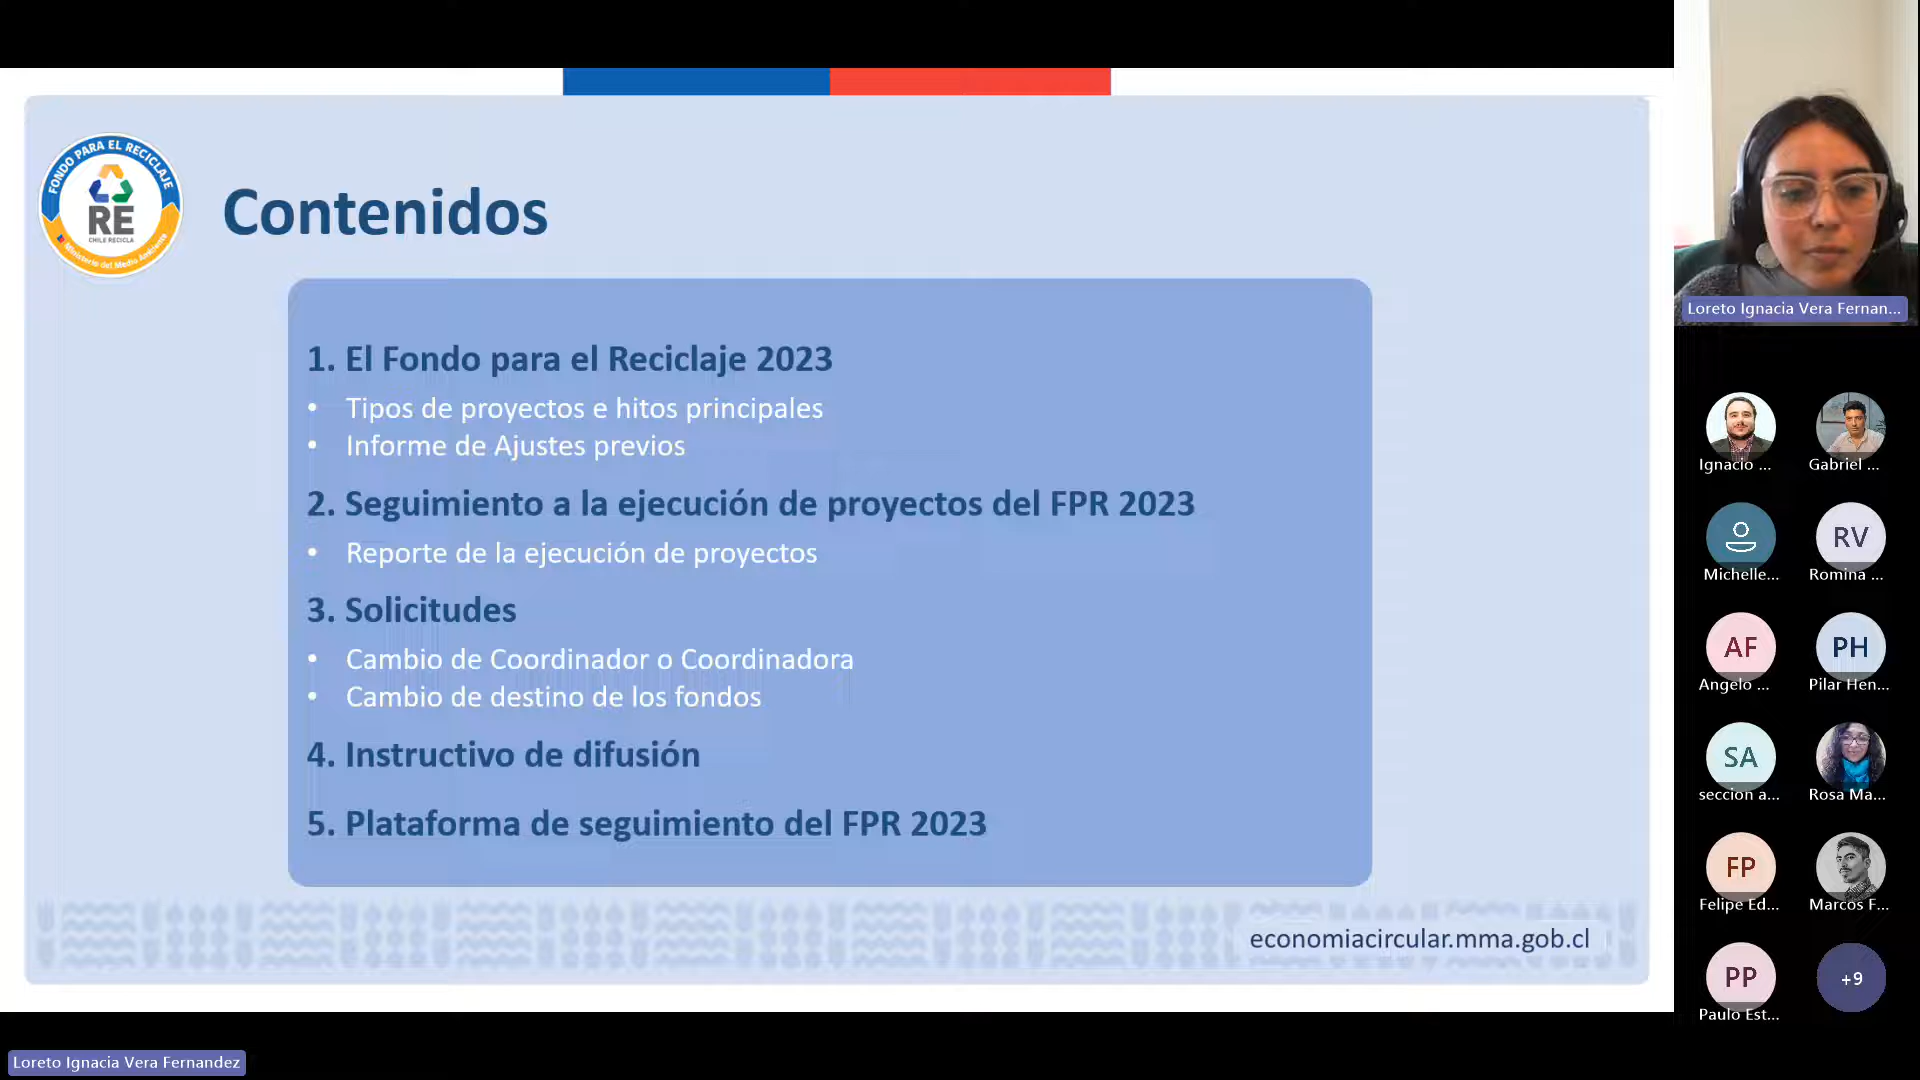 FONDO PARA EL RECICLAJE
RE
CHILE RECICLA
Ministerio del Medio Ambiente
Contenidos
1. El Fondo para el Reciclaje 2023
• Tipos de proyectos e hitos principales
• Informe de Ajustes previos
2. Seguimiento a la ejecución de proyectos del FPR 2023
• Reporte de la ejecución de proyectos
3. Solicitudes
• Cambio de Coordinador o Coordinadora
• Cambio de destino de los fondos
4. Instructivo de difusión
5. Plataforma de seguimiento del FPR 2023
economiacircular.mma.gob.cl
Loreto Ignacia Vera Fernandez
Loreto Ignacia Vera Fernan...
Ignacio ...
Gabriel ...
Michelle...
RV
Romina ...
AF
Angelo ...
PH
Pilar Hen...
SA
seccion a...
Rosa Ma...
FP
Felipe Ed...
Marcos F...
PP
Paulo Est...
+9